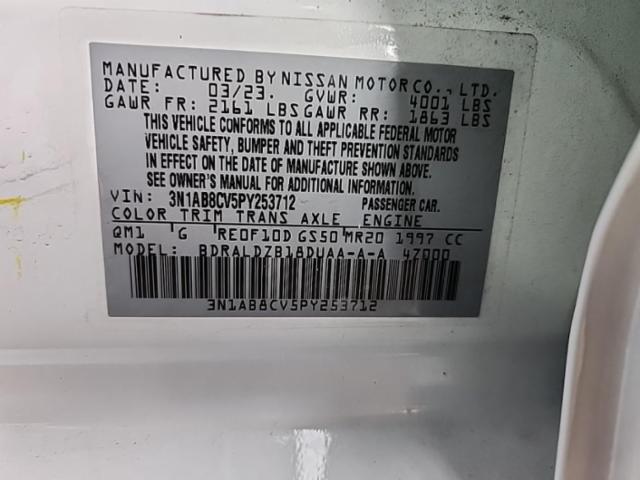 MANUFACTURED BY NISSAN MOTOR CO., LTD.
DATE: 03/23. GVWR: 4001 LBS
GAWR FR: 2161 LBS GAWR RR: 1863 LBS
THIS VEHICLE CONFORMS TO ALL APPLICABLE FEDERAL MOTOR
VEHICLE SAFETY, BUMPER AND THEFT PREVENTION STANDARDS
IN EFFECT ON THE DATE OF MANUFACTURE SHOWN ABOVE.
SEE OWNER'S MANUAL FOR ADDITIONAL INFORMATION.
VIN: 3N1AB8CV5PY253712 PASSENGER CAR.
COLOR TRIM TRANS AXLE ENGINE
QM1 G RE0F10D GS50 MR20 1997 CC
MODEL: BDRALDZB18DUAA-A-A 4Z000
3N1AB8CV5PY253712